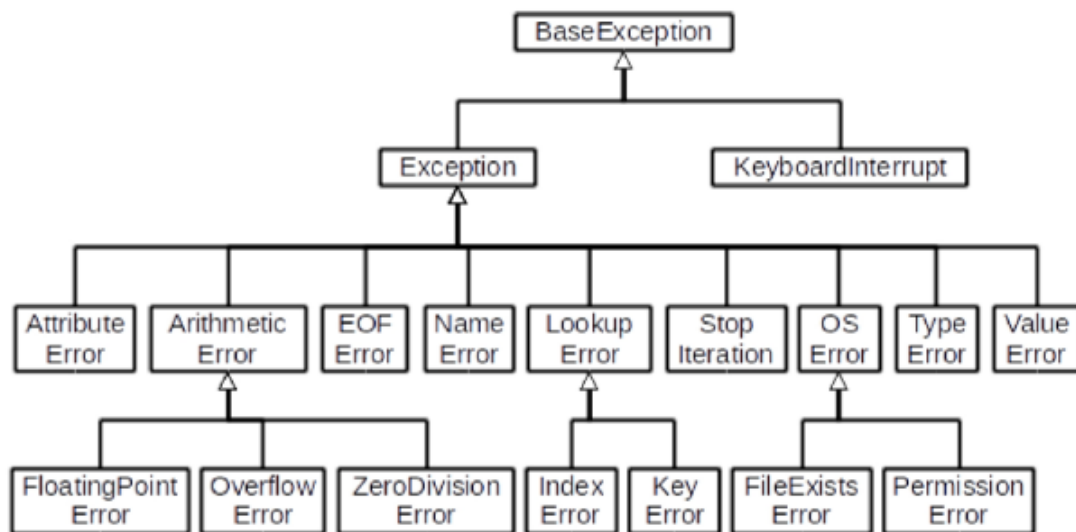 BaseException
Exception
KeyboardInterrupt
Attribute
Error
Arithmetic
Error
EOF
Error
Name
Error
Lookup
Error
Stop
Iteration
OS
Error
Type
Error
Value
Error
FloatingPoint
Error
Overflow
Error
ZeroDivision
Error
Index
Error
Key
Error
FileExists
Error
Permission
Error